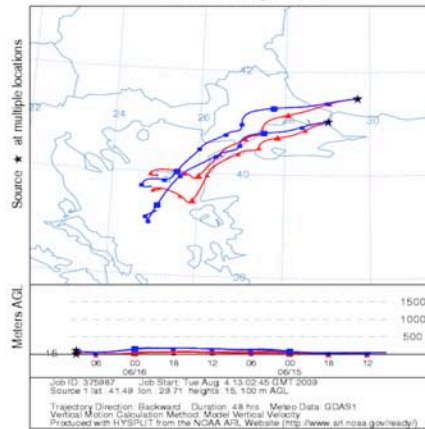 22
24
26
30
42
40
Source ★ at multiple locations
Meters AGL
1500
500
06 00 18 12 06 00 18 12
06/16 06/15
Job ID: 375987 Job Start: Tue Aug 4 13:02:45 GMT 2009
Source 1 lat.: 41.49 lon.: 29.71 heights: 15, 100 m AGL
Trajectory Direction: Backward Duration: 48 hrs Meteo Data: GDAS1
Vertical Motion Calculation Method: Model Vertical Velocity
Produced with HYSPLIT from the NOAA ARL Website (http://www.arl.noaa.gov/ready/)